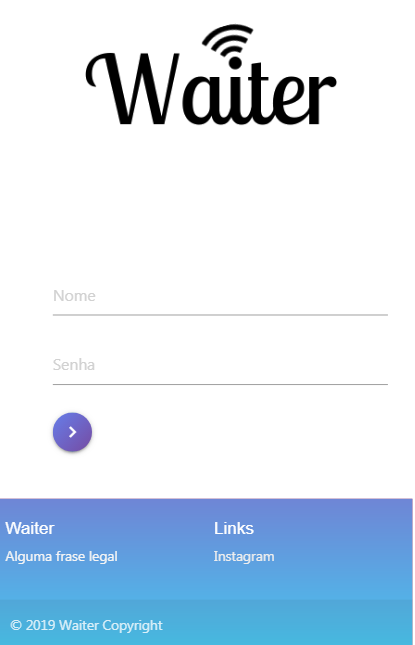 Waiter
Nome
Senha
Waiter
Alguma frase legal
Links
Instagram
© 2019 Waiter Copyright